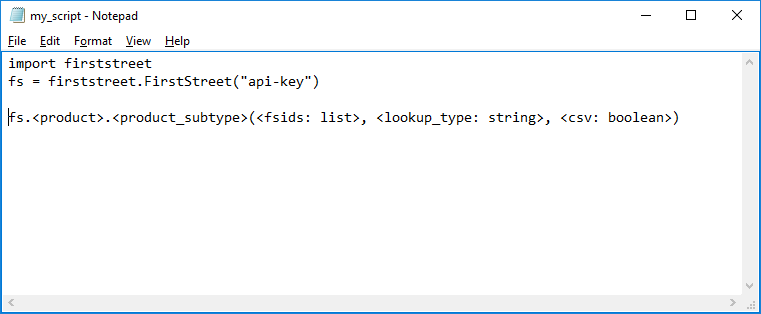 my_script - Notepad
File Edit Format View Help
import firststreet
fs = firststreet.FirstStreet("api-key")
fs.<product>.<product_subtype>(<fsids: list>, <lookup_type: string>, <csv: boolean>)